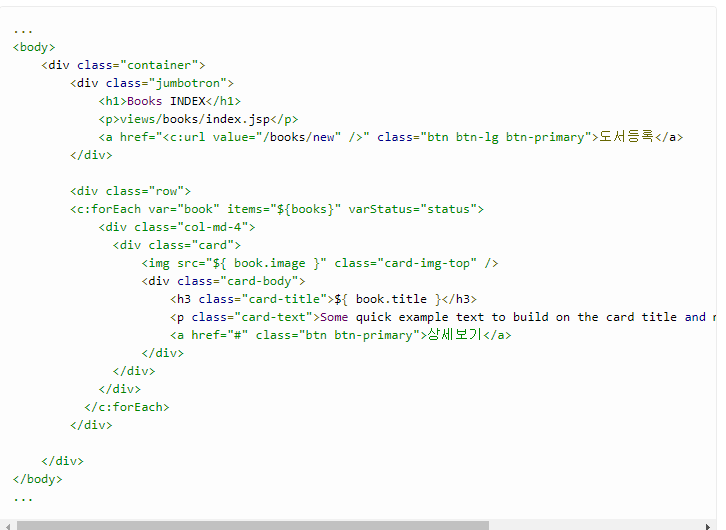 ...
<body>
    <div class="container">
        <div class="jumbotron">
            <h1>Books INDEX</h1>
            <p>views/books/index.jsp</p>
            <a href="<c:url value="/books/new" />" class="btn btn-lg btn-primary">도서등록</a>
        </div>

        <div class="row">
        <c:forEach var="book" items="${books}" varStatus="status">
            <div class="col-md-4">
              <div class="card">
                  <img src="${ book.image }" class="card-img-top" />
                  <div class="card-body">
                      <h3 class="card-title">${ book.title }</h3>
                      <p class="card-text">Some quick example text to build on the card title and
                      <a href="#" class="btn btn-primary">상세보기</a>
                  </div>
              </div>
            </div>
          </c:forEach>
        </div>

    </div>
</body>
...